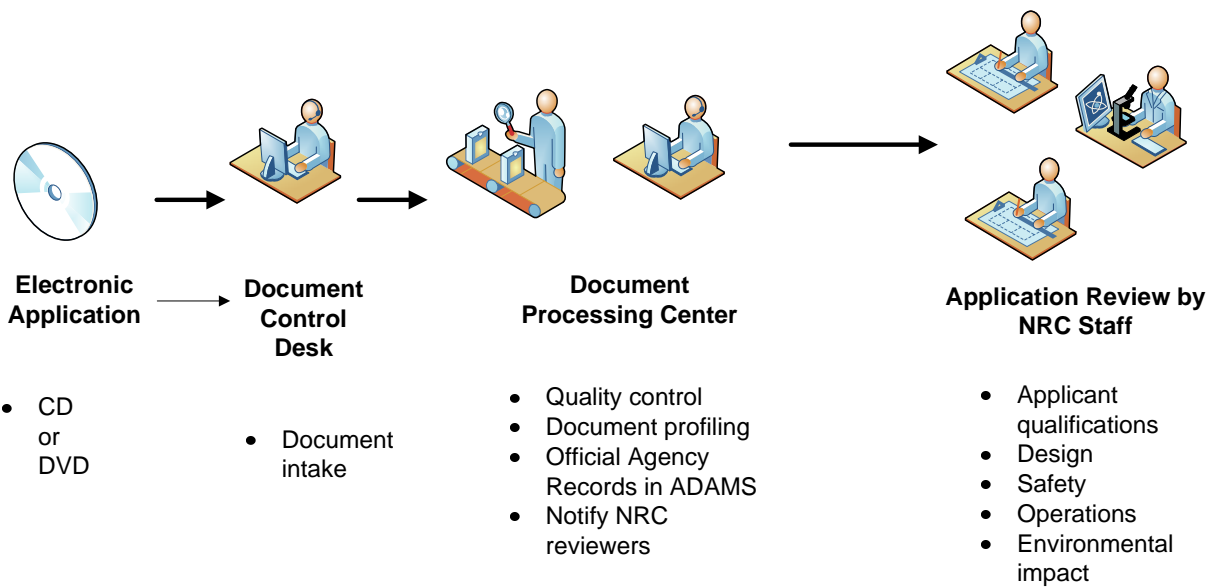 Electronic
Application
Document
Control
Desk
Document
Processing Center
Application Review by
NRC Staff
• CD
or
DVD
• Document
intake
• Quality control
• Document profiling
• Official Agency
Records in ADAMS
• Notify NRC
reviewers
• Applicant
qualifications
• Design
• Safety
• Operations
• Environmental
impact